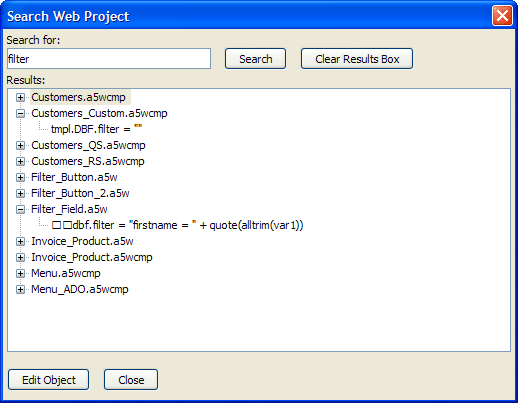 Search Web Project
Search for:
filter
Search
Clear Results Box
Results:
Customers.a5wcmp
Customers_Custom.a5wcmp
tmpl.DBF.filter = ""
Customers_QS.a5wcmp
Customers_RS.a5wcmp
Filter_Button.a5w
Filter_Button_2.a5w
Filter_Field.a5w
□□dbf.filter = "firstname = " + quote(alltrim(var1))
Invoice_Product.a5w
Invoice_Product.a5wcmp
Menu.a5wcmp
Menu_ADO.a5wcmp
Edit Object
Close